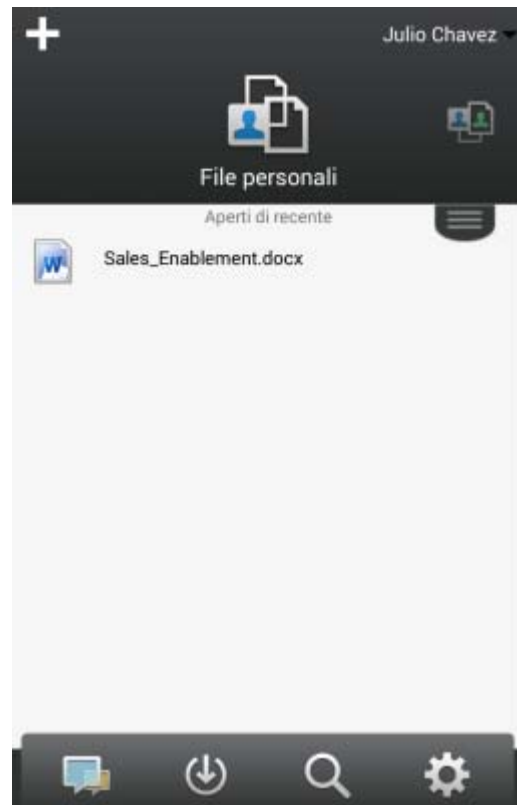 Julio Chavez
File personali
Aperti di recente
Sales_Enablement.docx